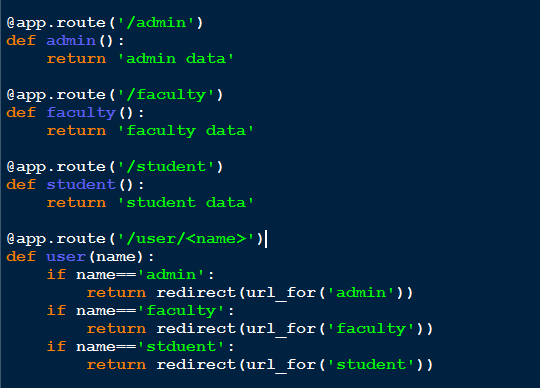 @app.route('/admin')
def admin():
    return 'admin data'

@app.route('/faculty')
def faculty():
    return 'faculty data'

@app.route('/student')
def student():
    return 'student data'

@app.route('/user/<name>')
def user(name):
    if name=='admin':
        return redirect(url_for('admin'))
    if name=='faculty':
        return redirect(url_for('faculty'))
    if name=='stduent':
        return redirect(url_for('student'))